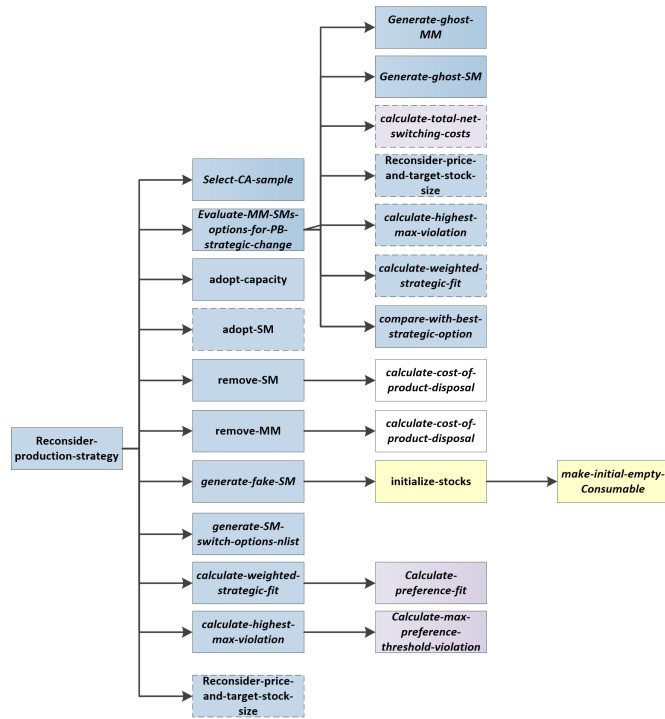 Generate-ghost-
MM
Generate-ghost-SM
calculate-total-net-
switching-costs
Reconsider-price-
and-target-stock-
size
calculate-highest-
max-violation
calculate-weighted-
strategic-fit
compare-with-best-
strategic-option
Select-CA-sample
Evaluate-MM-SMs-
options-for-PB-
strategic-change
adopt-capacity
adopt-SM
remove-SM
calculate-cost-of-
product-disposal
remove-MM
calculate-cost-of-
product-disposal
Reconsider-
production-strategy
generate-fake-SM
initialize-stocks
make-initial-empty-
Consumable
generate-SM-
switch-options-nlist
calculate-weighted-
strategic-fit
Calculate-
preference-fit
calculate-highest-
max-violation
Calculate-max-
preference-
threshold-violation
Reconsider-price-
and-target-stock-
size